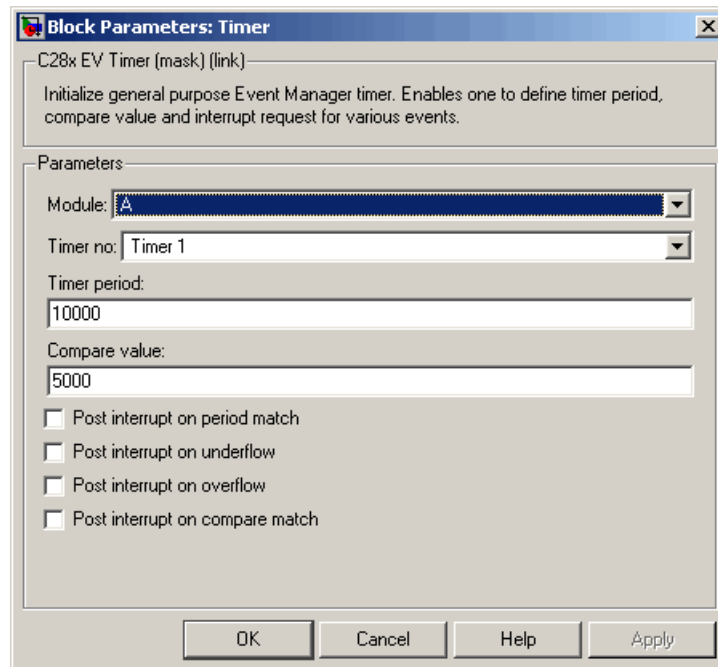 Block Parameters: Timer
C28x EV Timer (mask) (link)
Initialize general purpose Event Manager timer. Enables one to define timer period,
compare value and interrupt request for various events.
Parameters
Module: A
Timer no: Timer 1
Timer period:
10000
Compare value:
5000
Post interrupt on period match
Post interrupt on underflow
Post interrupt on overflow
Post interrupt on compare match
OK Cancel Help Apply